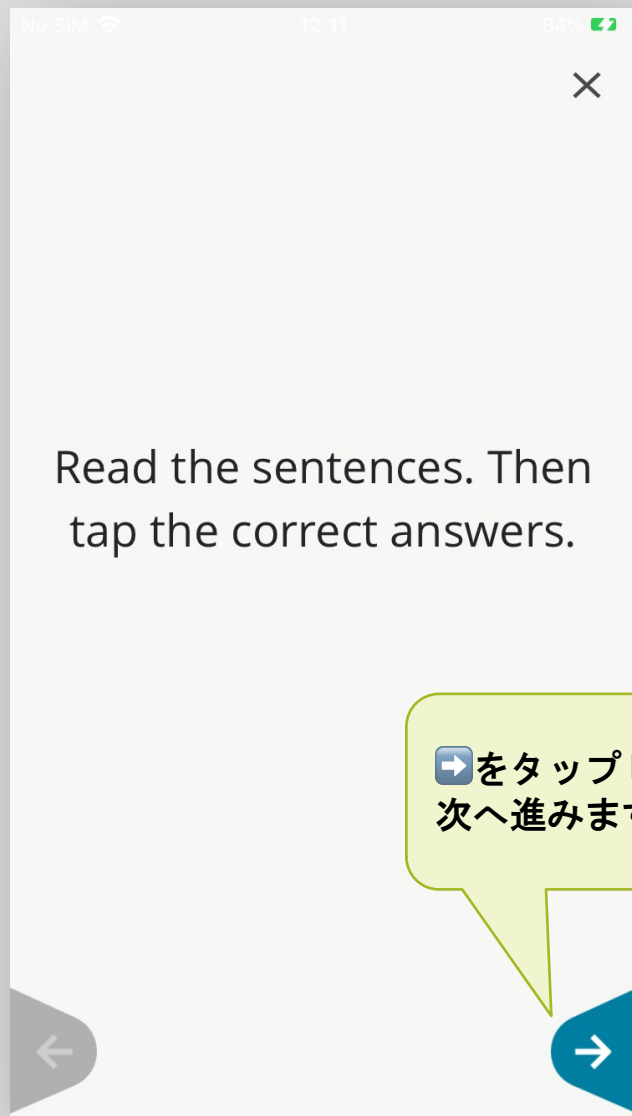 No SIM 12:11 84%
Read the sentences. Then
tap the correct answers.
➡をタップ
次へ進みます